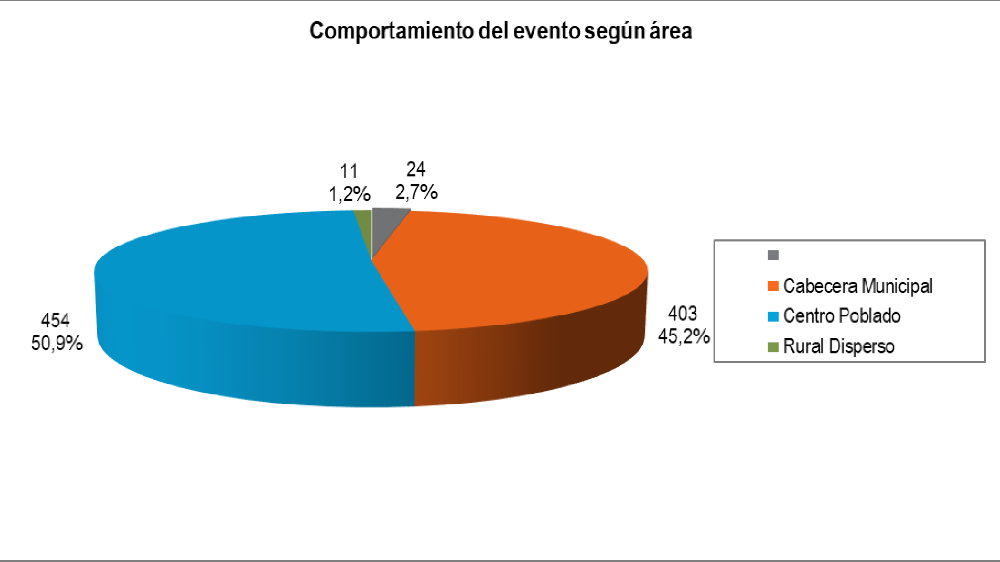 Comportamiento del evento según área
11
1,2%
24
2,7%
454
50,9%
403
45,2%
Cabecera Municipal
Centro Poblado
Rural Disperso